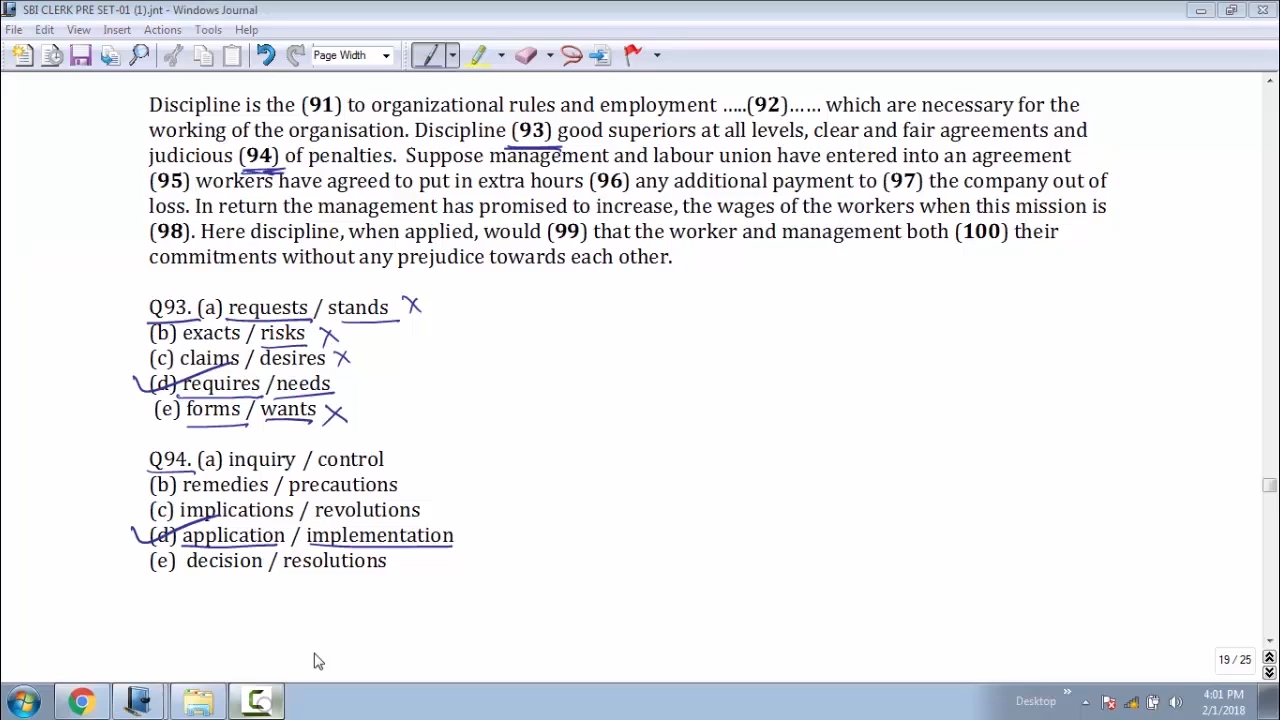 SBI CLERK PRE SET-01 (1).jnt - Windows Journal
File Edit View Insert Actions Tools Help
Page Width
Discipline is the (91) to organizational rules and employment .....(92)...... which are necessary for the
working of the organisation. Discipline (93) good superiors at all levels, clear and fair agreements and
judicious (94) of penalties. Suppose management and labour union have entered into an agreement
(95) workers have agreed to put in extra hours (96) any additional payment to (97) the company out of
loss. In return the management has promised to increase, the wages of the workers when this mission is
(98). Here discipline, when applied, would (99) that the worker and management both (100) their
commitments without any prejudice towards each other.
Q93. (a) requests / stands
(b) exacts / risks
(c) claims / desires
(d) requires /needs
(e) forms / wants
Q94. (a) inquiry / control
(b) remedies / precautions
(c) implications / revolutions
(d) application / implementation
(e) decision / resolutions
19 / 25
Desktop
4:01 PM
2/1/2018